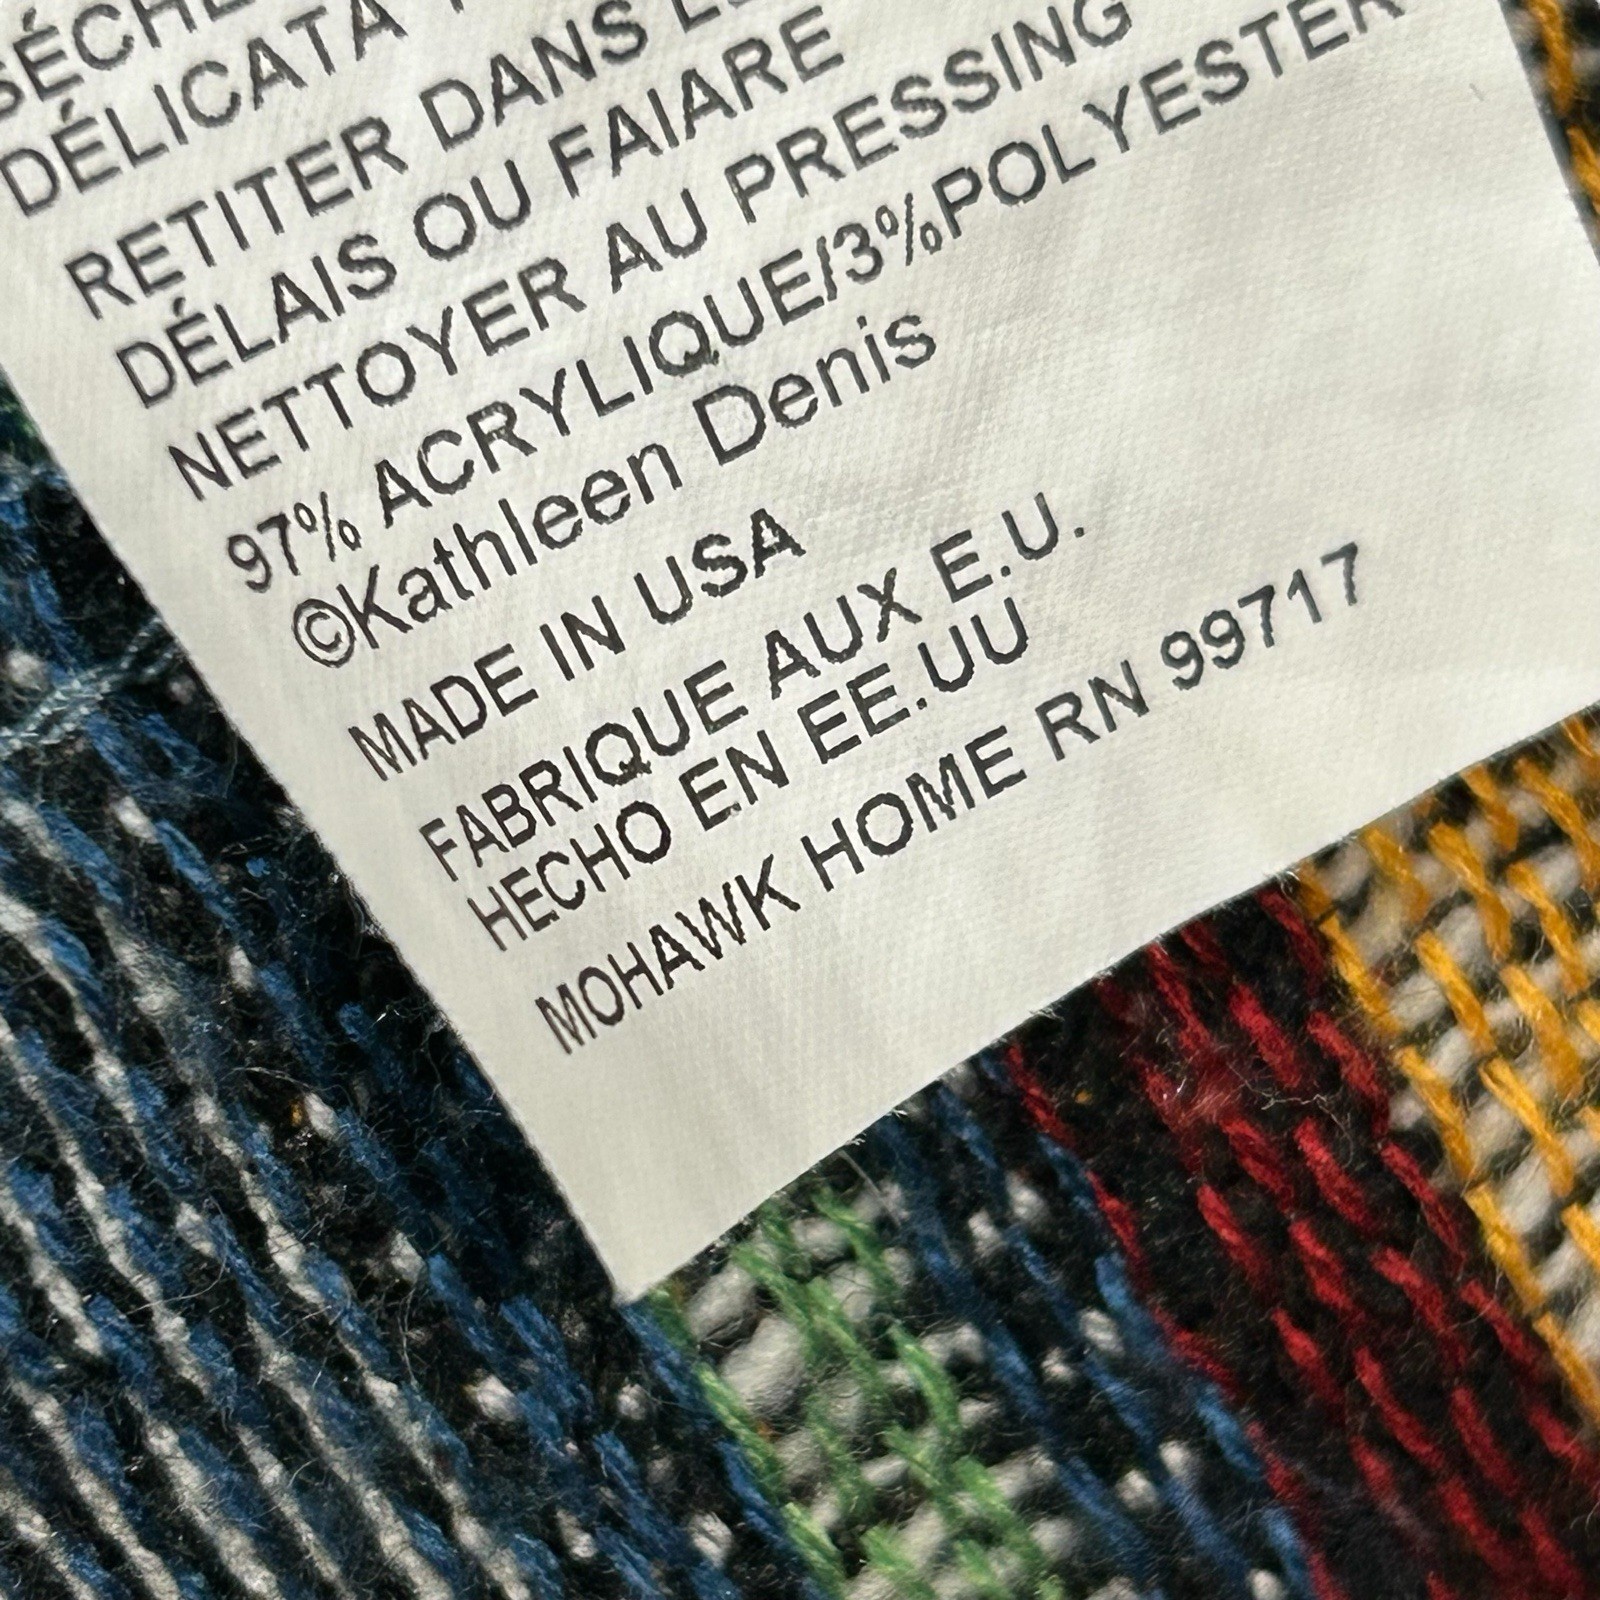 DÉLICATA
RETITER DANS
DÉLAIS OU FAIARE
NETTOYER AU PRESSING
97% ACRYLIQUE/3%POLYESTER
©Kathleen Denis
MADE IN USA
FABRIQUE AUX E.U.
HECHO EN EE.UU
MOHAWK HOME RN 99717